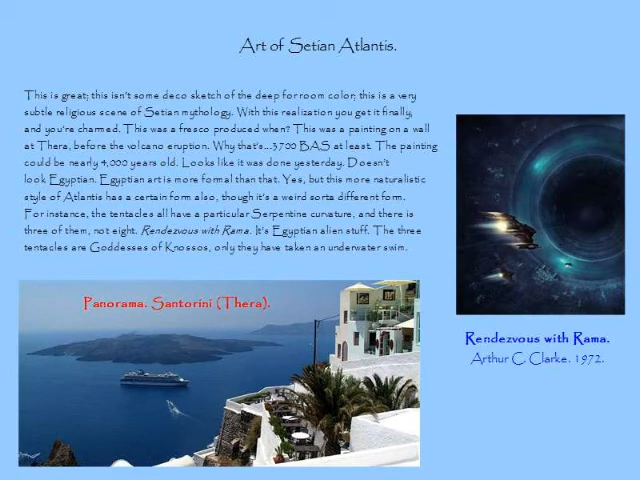 Art of Setian Atlantis.
This is great; this isn't some deco sketch of the deep for room color; this is a very
subtle religious scene of Setian mythology. With this realization you get it finally,
and you're charmed. This was a fresco produced when? This was a painting on a wall
at Thera, before the volcano eruption. Why that's...3700 BAS at least. The painting
could be nearly 4,000 years old. Looks like it was done yesterday. Doesn't
look Egyptian. Egyptian art is more formal than that. Yes, but this more naturalistic
style of Atlantis has a certain form also, though it's a weird sorta different form.
For instance, the tentacles all have a particular Serpentine curvature, and there is
three of them, not eight. Rendezvous with Rama. It's Egyptian alien stuff. The three
tentacles are Goddesses of Knossos, only they have taken an underwater swim.
Panorama. Santorini (Thera).
Rendezvous with Rama.
Arthur C. Clarke. 1972.